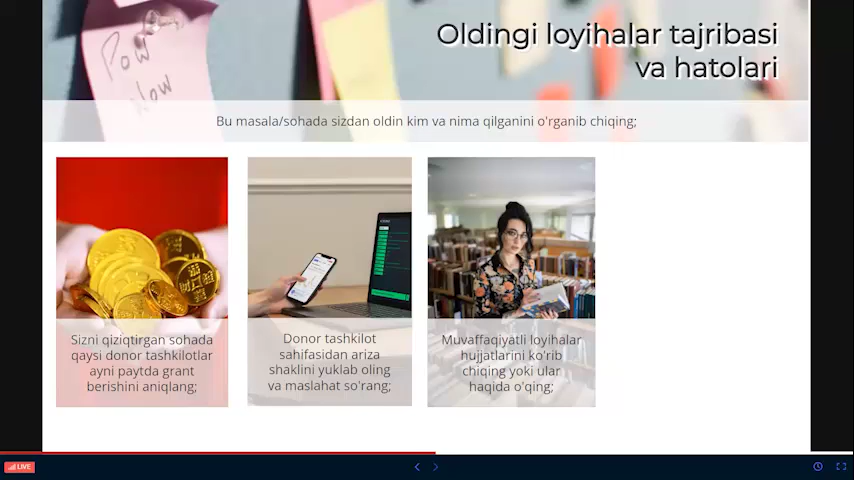 Pow
Now
Oldingi loyihalar tajribasi
va hatolari
Bu masala/sohada sizdan oldin kim va nima qilganini o'rganib chiqing;
Sizni qiziqtirgan sohada
qaysi donor tashkilotlar
ayni paytda grant
berishini aniqlang;
Donor tashkilot
sahifasidan ariza
shaklini yuklab oling
va maslahat so'rang;
Muvaffaqiyatli loyihalar
hujjatlarini ko'rib
chiqing yoki ular
haqida o'qing;
LIVE